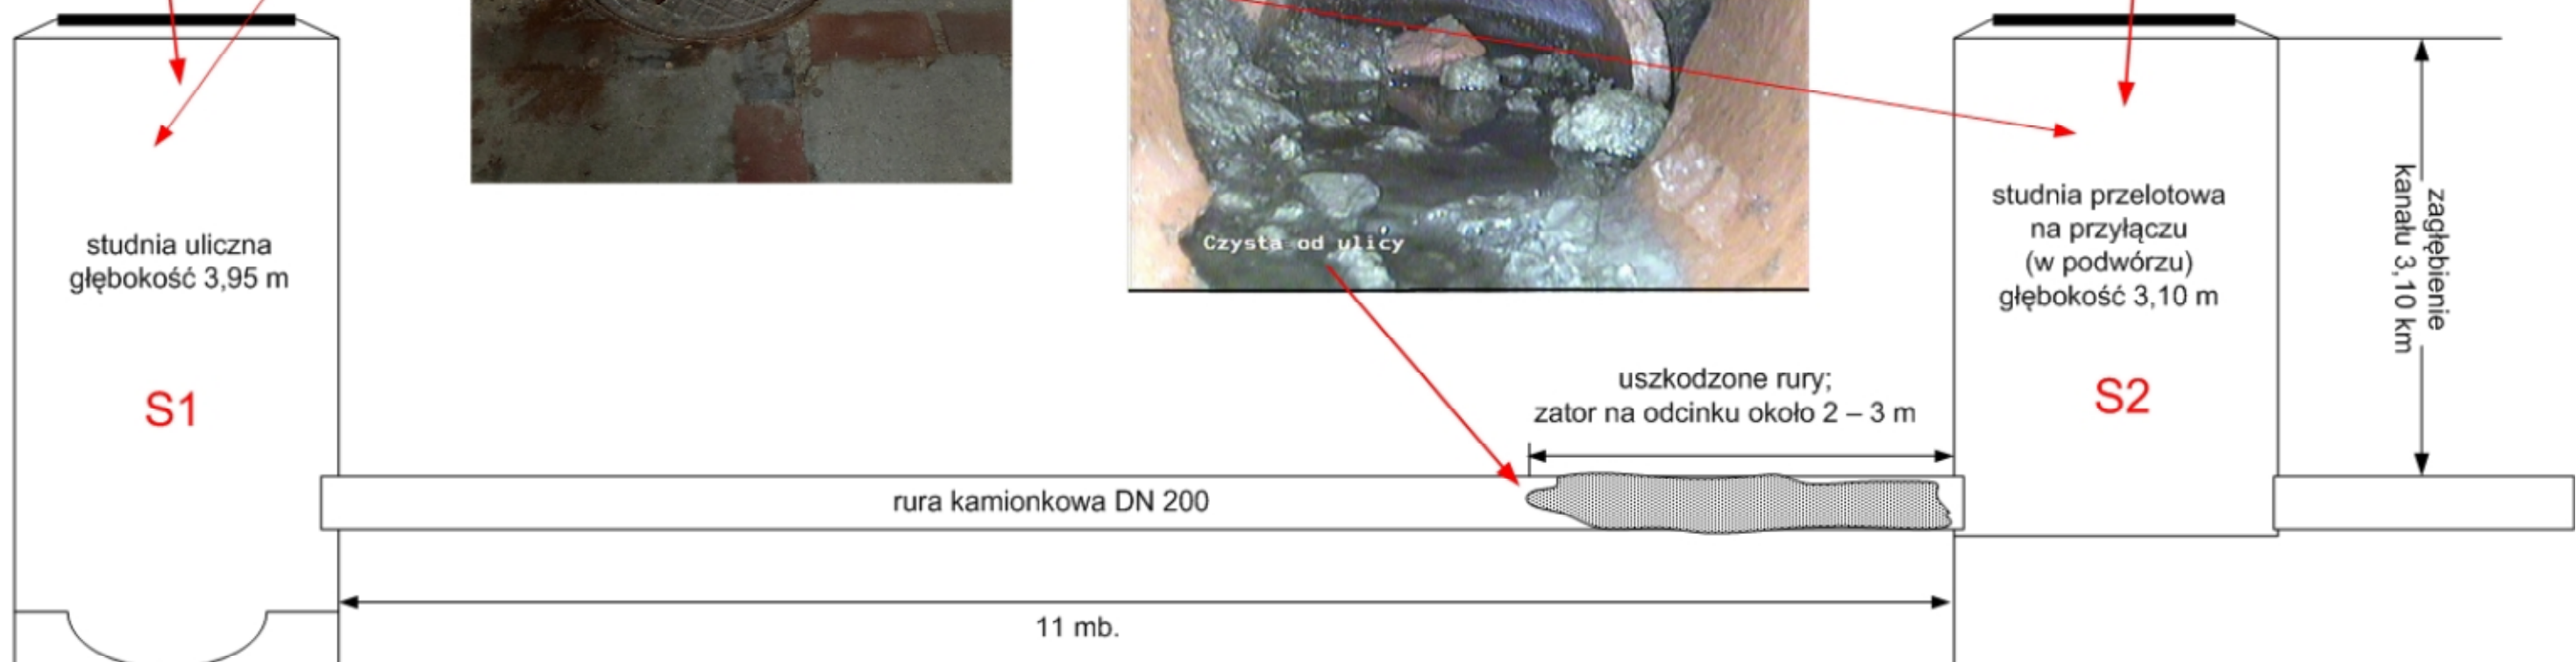 studnia uliczna
głębokość 3,95 m
S1
Czysta od ulicy
studnia przelotowa
na przyłączu
(w podwórzu)
głębokość 3,10 m
S2
zagłębienie
kanału 3,10 km
uszkodzone rury;
zator na odcinku około 2 – 3 m
rura kamionkowa DN 200
11 mb.